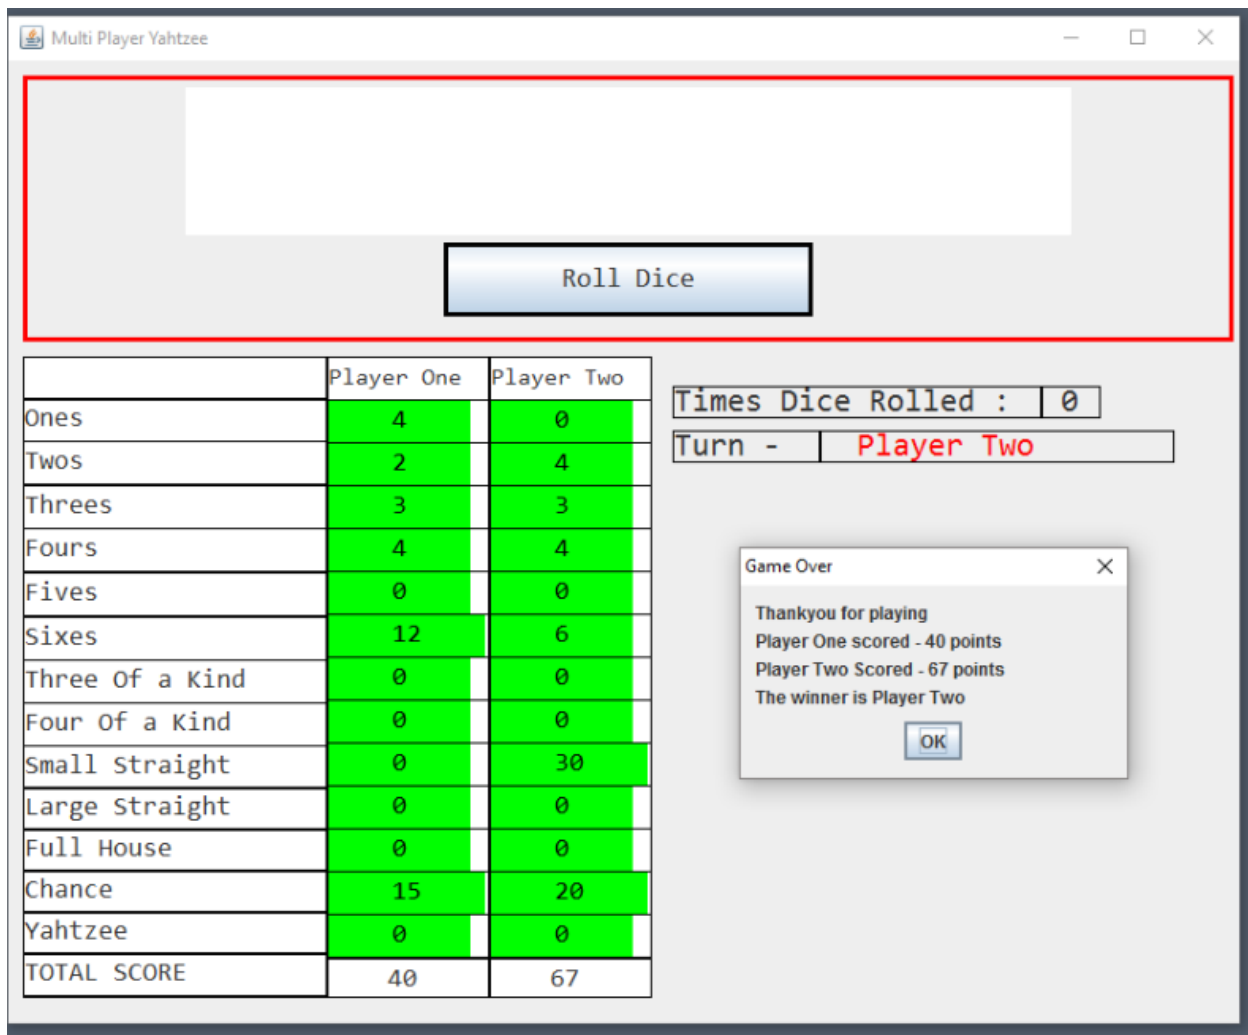 Multi Player Yahtzee
Roll Dice
Player One Player Two
Ones 4 0
Twos 2 4
Threes 3 3
Fours 4 4
Fives 0 0
Sixes 12 6
Three Of a Kind 0 0
Four Of a Kind 0 0
Small Straight 0 30
Large Straight 0 0
Full House 0 0
Chance 15 20
Yahtzee 0 0
TOTAL SCORE 40 67
Times Dice Rolled : 0
Turn - Player Two
Game Over
Thankyou for playing
Player One scored - 40 points
Player Two Scored - 67 points
The winner is Player Two
OK